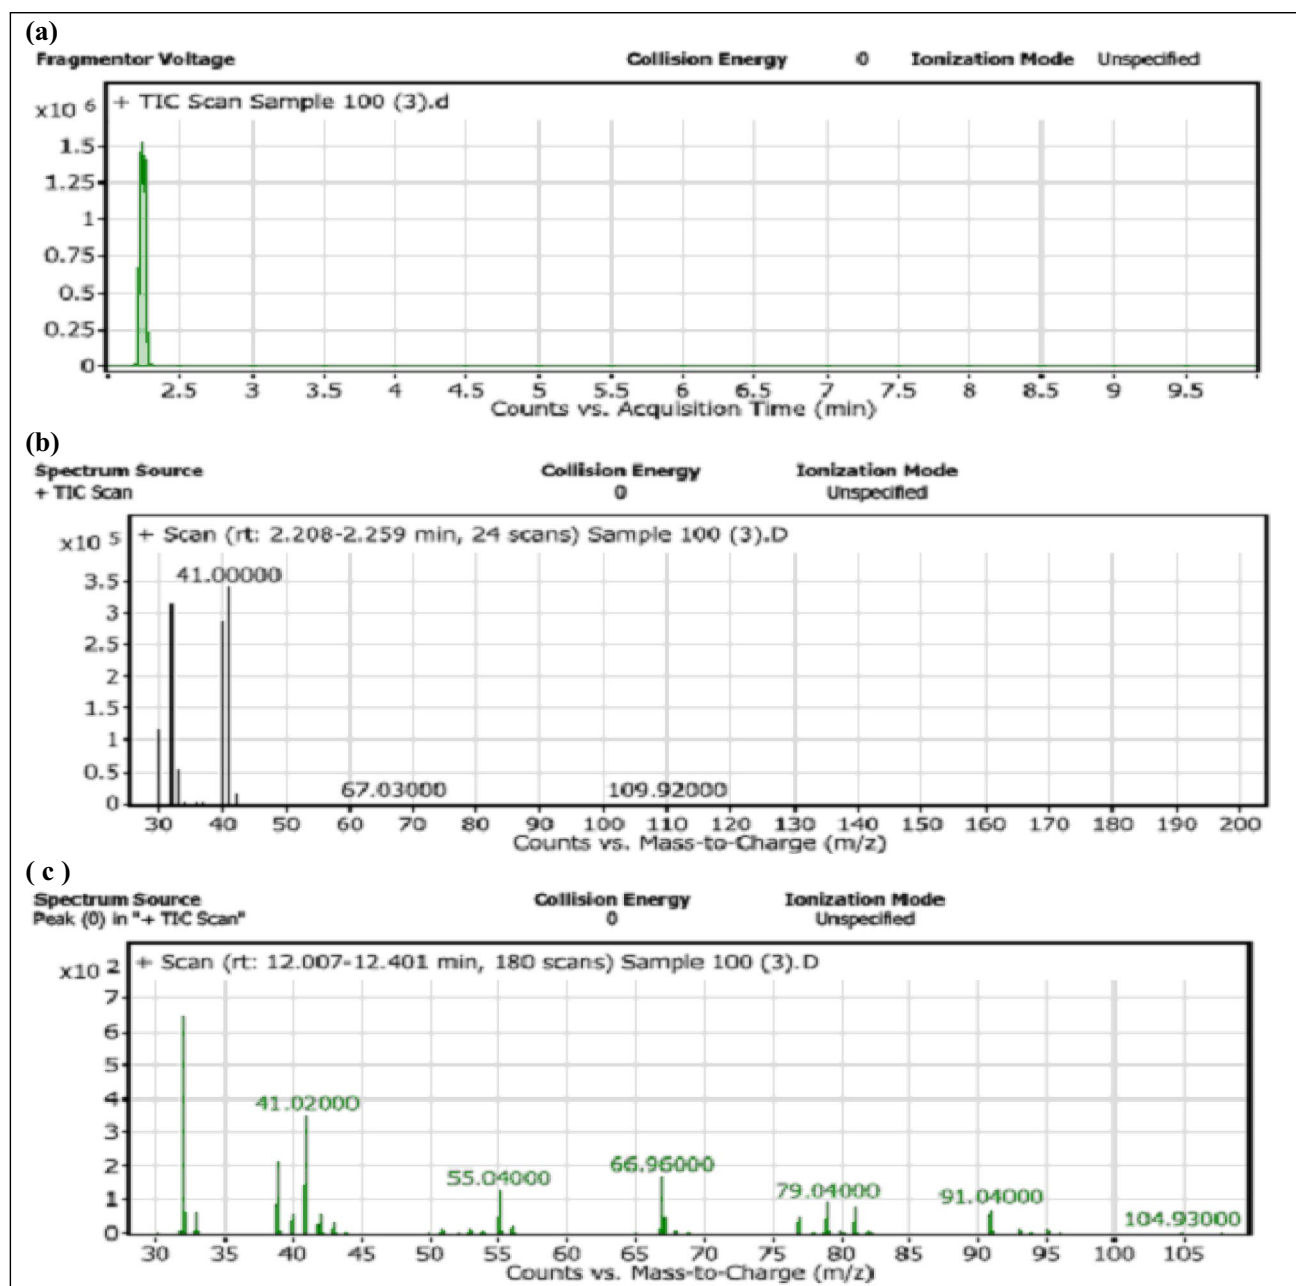 (a)
Fragmentor Voltage Collision Energy 0 Ionization Mode Unspecified
x10 6 + TIC Scan Sample 100 (3).d
1.5
1.25
1
0.75
0.5
0.25
0
2.5 3 3.5 4 4.5 5 5.5 6 6.5 7 7.5 8 8.5 9 9.5
Counts vs. Acquisition Time (min)
(b)
Spectrum Source Collision Energy Ionization Mode
+ TIC Scan 0 Unspecified
x10 5 + Scan (rt: 2.208-2.259 min, 24 scans) Sample 100 (3).D
41.00000
3.5
3
2.5
2
1.5
1
0.5
67.03000 109.92000
0
30 40 50 60 70 80 90 100 110 120 130 140 150 160 170 180 190 200
Counts vs. Mass-to-Charge (m/z)
( c )
Spectrum Source Collision Energy Ionization Mode
Peak (0) in "+ TIC Scan" 0 Unspecified
x10 2 + Scan (rt: 12.007-12.401 min, 180 scans) Sample 100 (3).D
7
6
5
4
41.02000
3
2
66.96000
55.04000
79.04000
91.04000
1
104.93000
0
30 35 40 45 50 55 60 65 70 75 80 85 90 95 100 105
Counts vs. Mass-to-Charge (m/z)